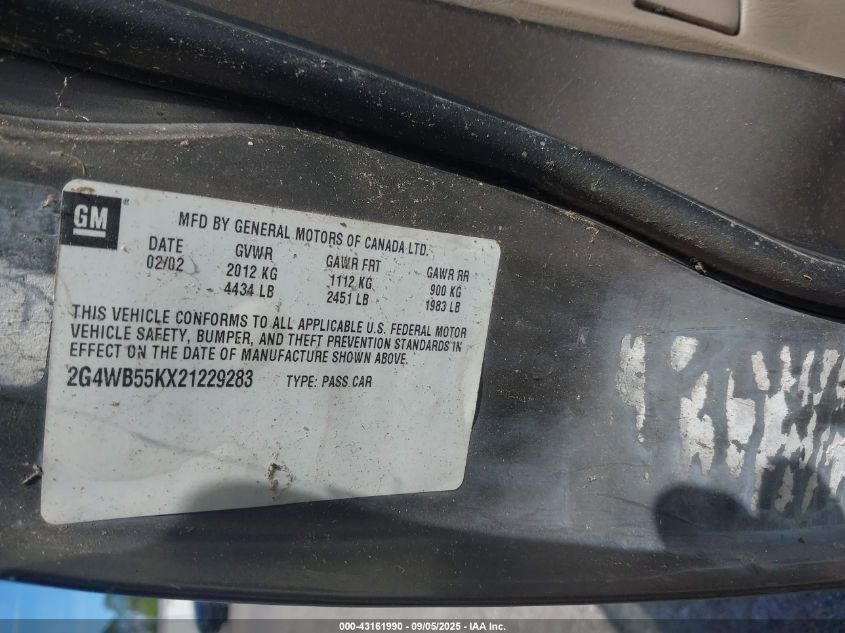 GM
MFD BY GENERAL MOTORS OF CANADA LTD.
DATE GVWR GAWR FRT GAWR RR
02/02 2012 KG 1112 KG 900 KG
4434 LB 2451 LB 1983 LB
THIS VEHICLE CONFORMS TO ALL APPLICABLE U.S. FEDERAL MOTOR
VEHICLE SAFETY, BUMPER, AND THEFT PREVENTION STANDARDS IN
EFFECT ON THE DATE OF MANUFACTURE SHOWN ABOVE.
2G4WB55KX21229283 TYPE: PASS CAR
000-43161990 - 09/05/2025 - IAA, Inc.